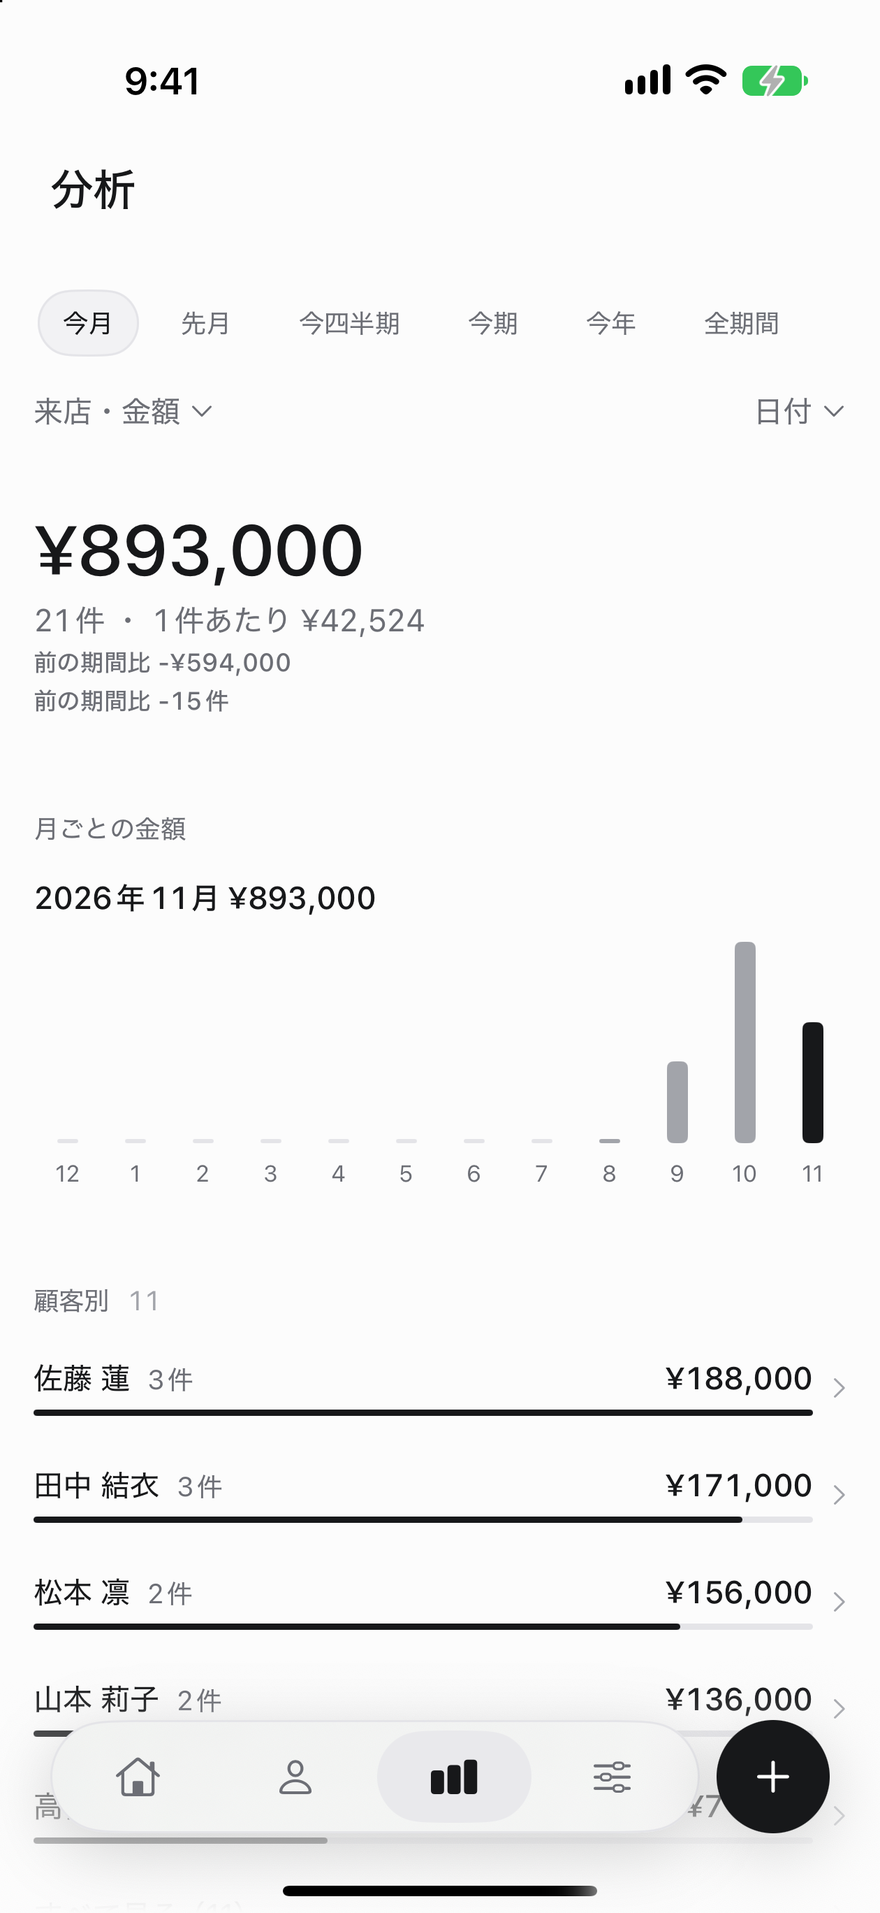 9:41
分析
今月 先月 今四半期 今期 今年 全期間
来店・金額 日付
¥893,000
21件 ・ 1件あたり ¥42,524
前の期間比 -¥594,000
前の期間比 -15件
月ごとの金額
2026年11月 ¥893,000
12 1 2 3 4 5 6 7 8 9 10 11
顧客別 11
佐藤 蓮 3件 ¥188,000
田中 結衣 3件 ¥171,000
松本 凛 2件 ¥156,000
山本 莉子 2件 ¥136,000
高 ¥7